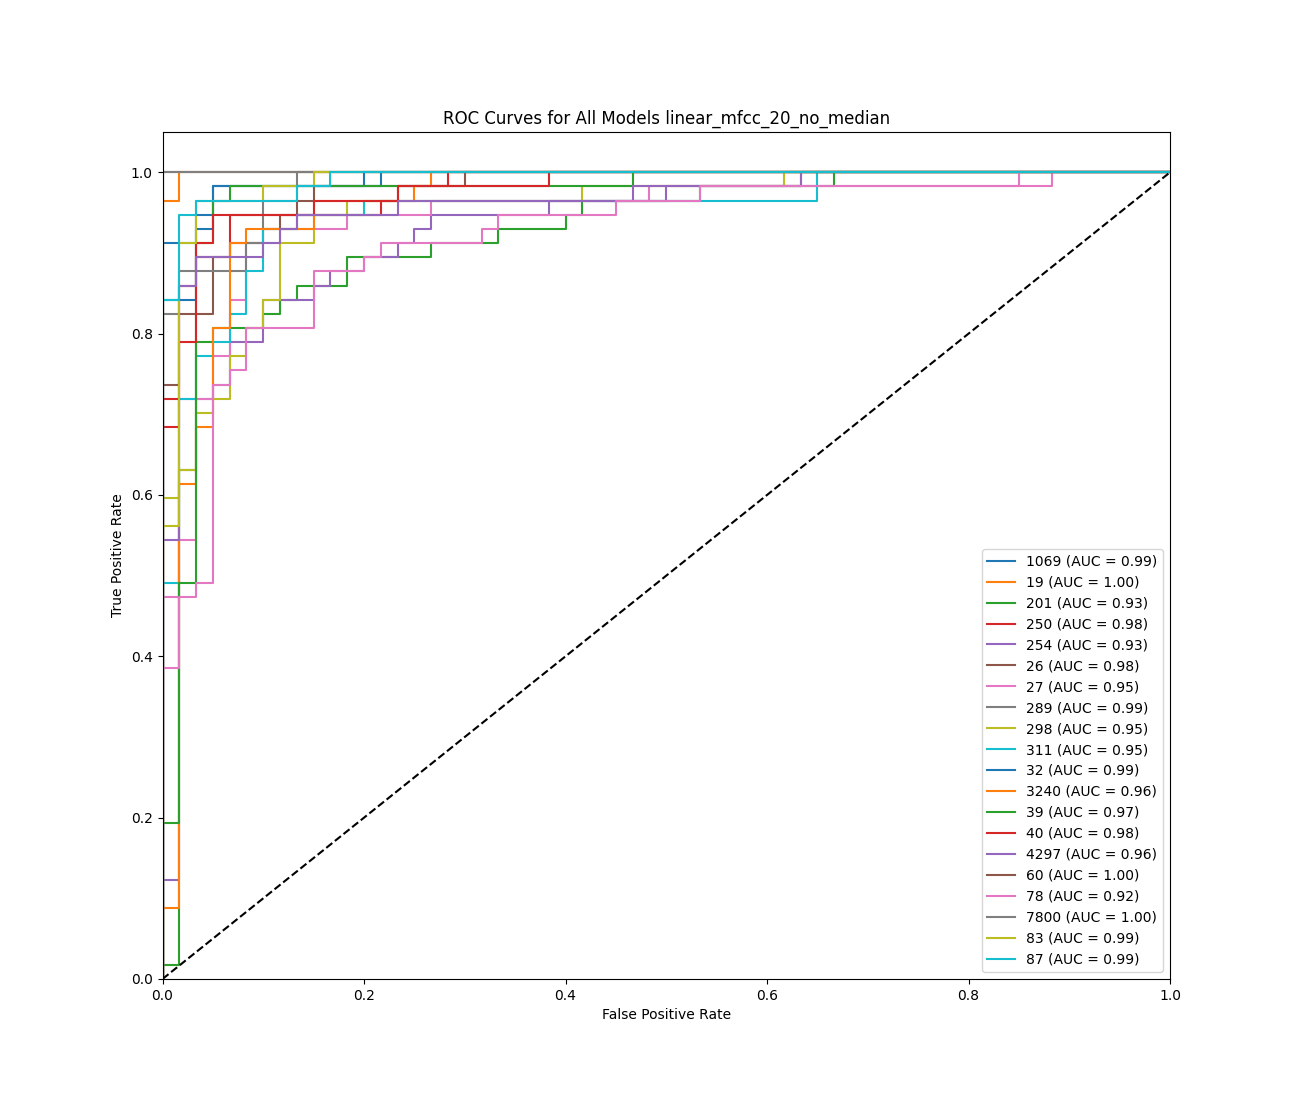 ROC Curves for All Models linear_mfcc_20_no_median
True Positive Rate
1.0
0.8
0.6
0.4
0.2
0.0
0.0 0.2 0.4 0.6 0.8 1.0
False Positive Rate
1069 (AUC = 0.99)
19 (AUC = 1.00)
201 (AUC = 0.93)
250 (AUC = 0.98)
254 (AUC = 0.93)
26 (AUC = 0.98)
27 (AUC = 0.95)
289 (AUC = 0.99)
298 (AUC = 0.95)
311 (AUC = 0.95)
32 (AUC = 0.99)
3240 (AUC = 0.96)
39 (AUC = 0.97)
40 (AUC = 0.98)
4297 (AUC = 0.96)
60 (AUC = 1.00)
78 (AUC = 0.92)
7800 (AUC = 1.00)
83 (AUC = 0.99)
87 (AUC = 0.99)